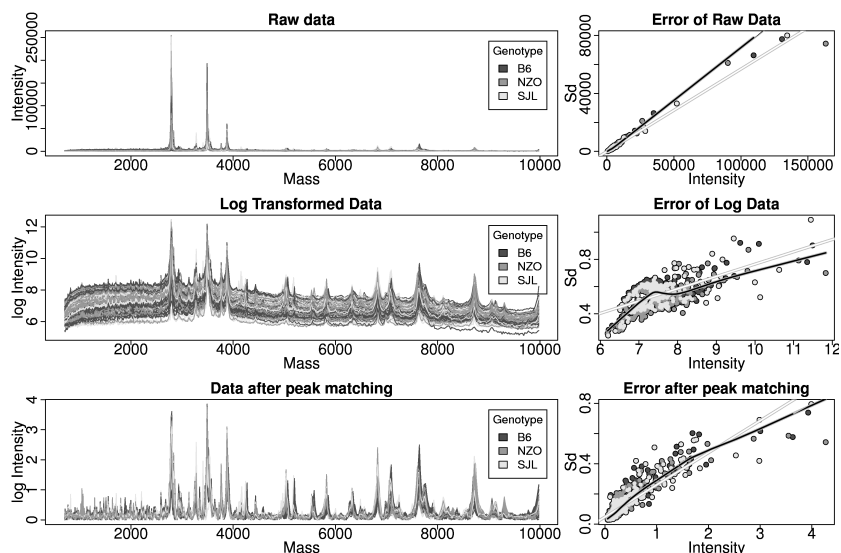 Raw data
Intensity
0 100000 250000
2000 4000 6000 8000 10000
Mass
Genotype
B6
NZO
SJL
Error of Raw Data
Sd
0 40000 80000
0 50000 100000 150000
Intensity
Log Transformed Data
log Intensity
6 8 10 12
2000 4000 6000 8000 10000
Mass
Genotype
B6
NZO
SJL
Error of Log Data
Sd
0.4 0.8
6 7 8 9 10 11 12
Intensity
Data after peak matching
log Intensity
0 1 2 3 4
2000 4000 6000 8000 10000
Mass
Genotype
B6
NZO
SJL
Error after peak matching
Sd
0.0 0.4 0.8
0 1 2 3 4
Intensity